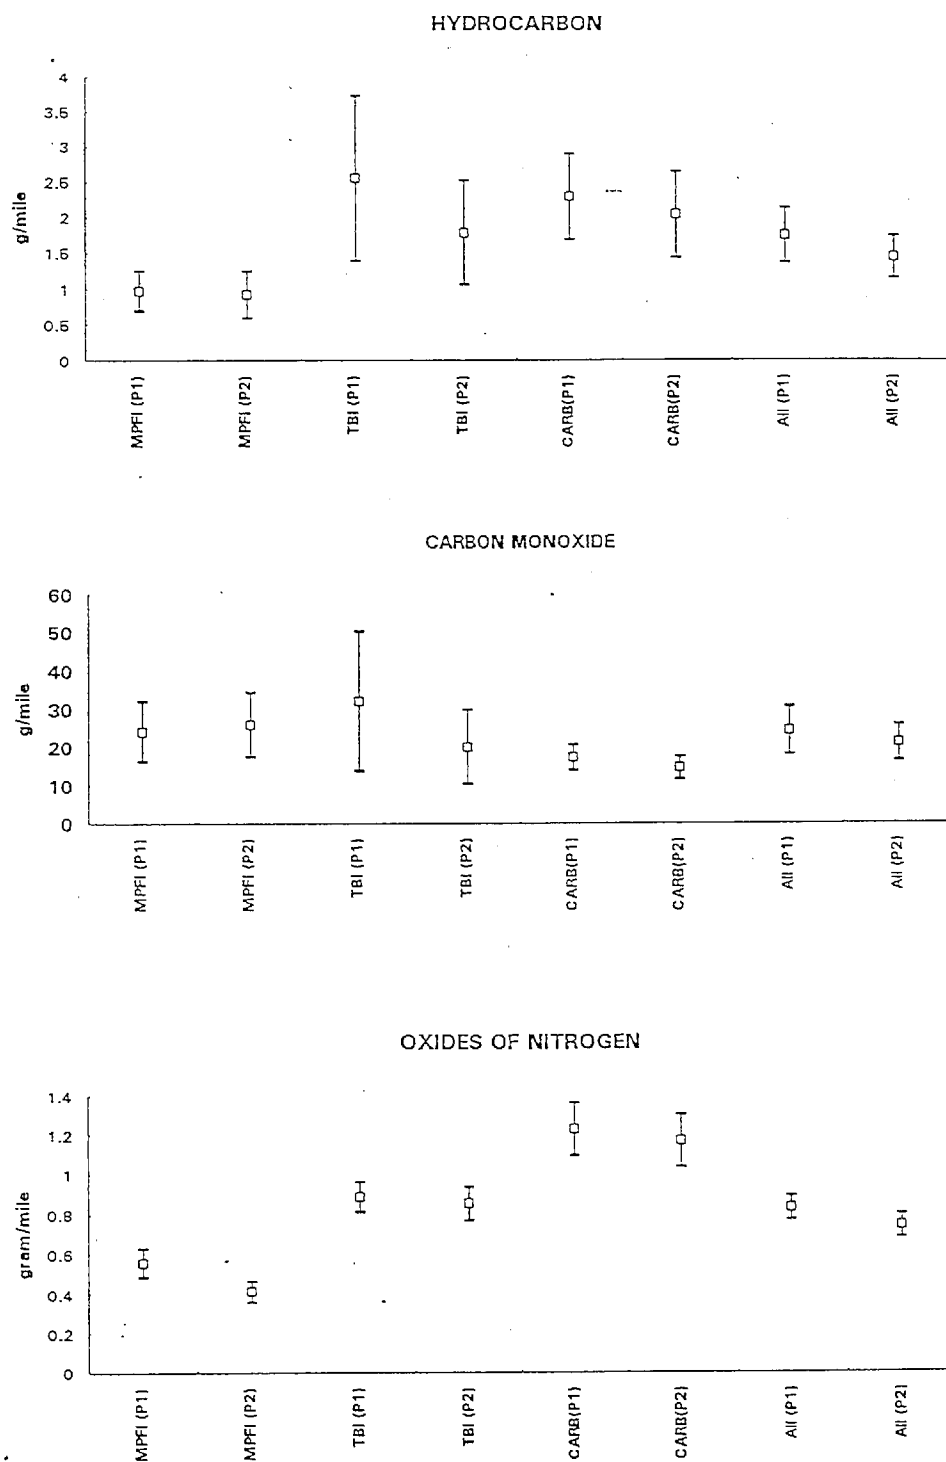 HYDROCARBON
g/mile
4
3.5
3
2.5
2
1.5
1
0.5
0
MPFI (P1)
MPFI (P2)
TBI (P1)
TBI (P2)
CARB(P1)
CARB(P2)
All (P1)
All (P2)
CARBON MONOXIDE
g/mile
60
50
40
30
20
10
0
MPFI (P1)
MPFI (P2)
TBI (P1)
TBI (P2)
CARB(P1)
CARB(P2)
All (P1)
All (P2)
OXIDES OF NITROGEN
gram/mile
1.4
1.2
1
0.8
0.6
0.4
0.2
0
MPFI (P1)
MPFI (P2)
TBI (P1)
TBI (P2)
CARB(P1)
CARB(P2)
All (P1)
All (P2)